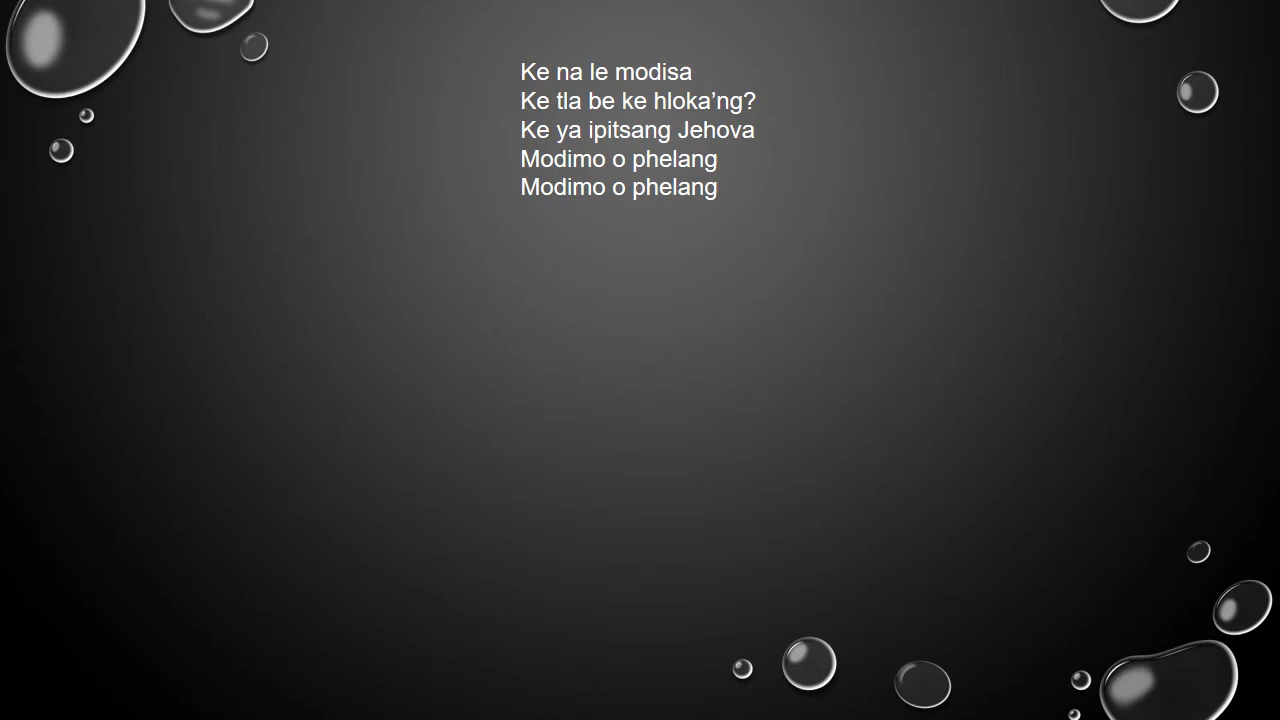 Ke na le modisa
Ke tla be ke hloka’ng?
Ke ya ipitsang Jehova
Modimo o phelang
Modimo o phelang